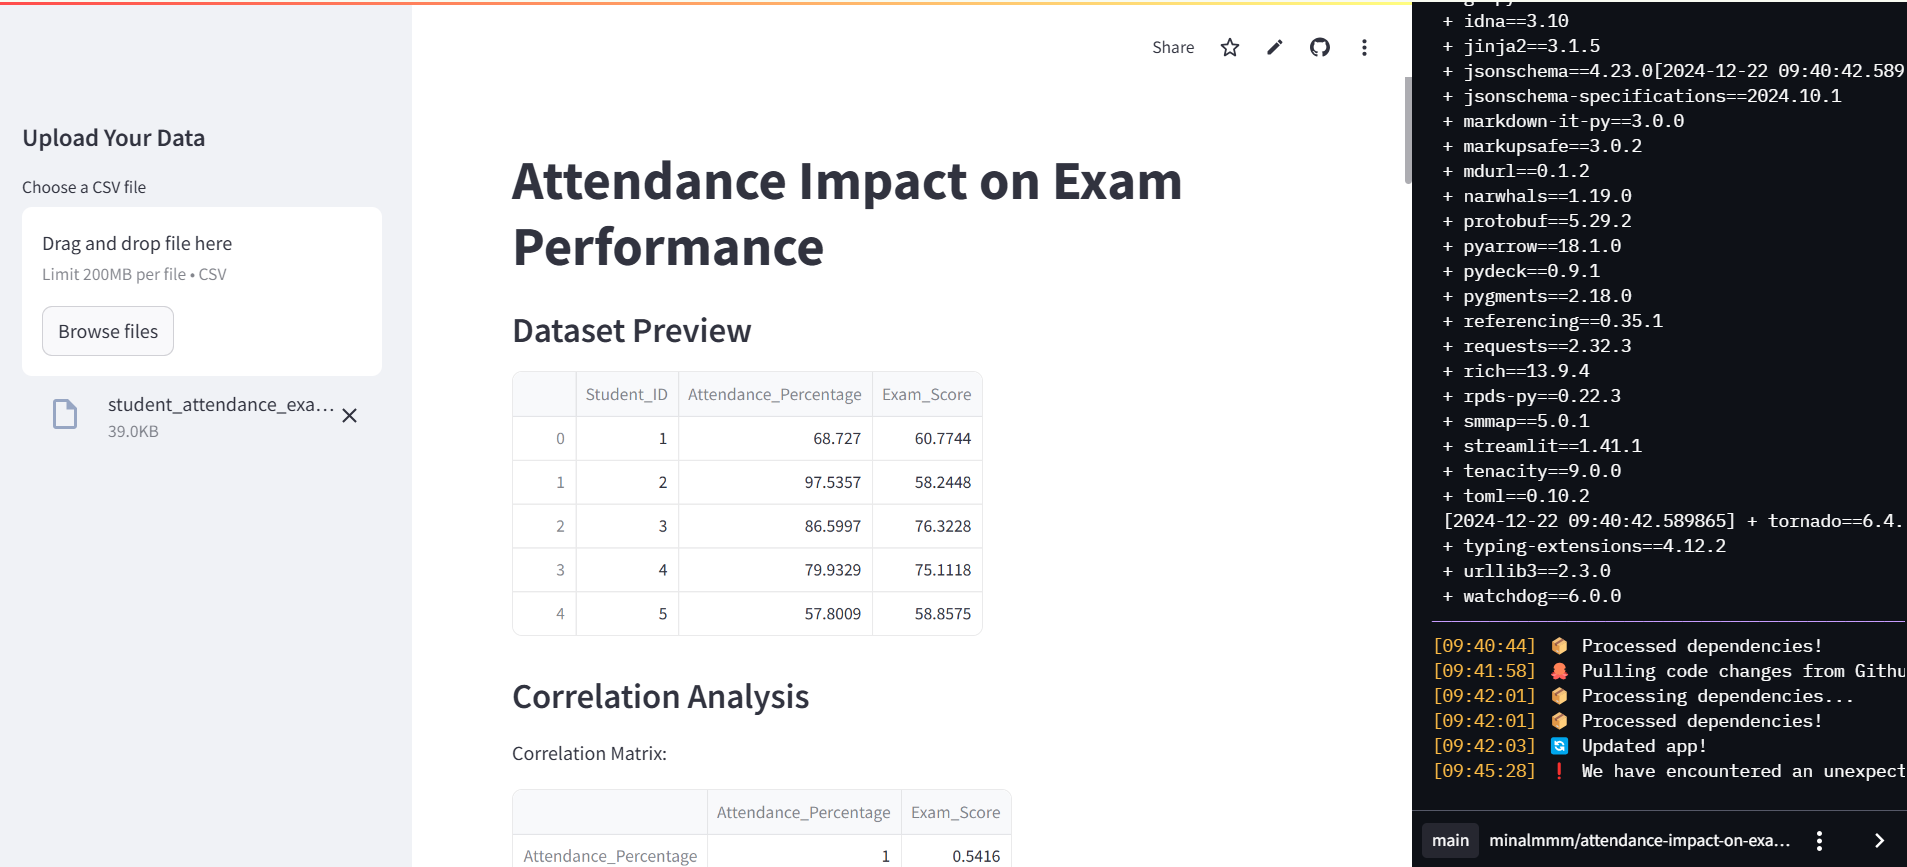 Upload Your Data
Choose a CSV file
Drag and drop file here
Limit 200MB per file • CSV
Browse files
student_attendance_exa...
39.0KB
Share
Attendance Impact on Exam
Performance
Dataset Preview
Student_ID Attendance_Percentage Exam_Score
0 1 68.727 60.7744
1 2 97.5357 58.2448
2 3 86.5997 76.3228
3 4 79.9329 75.1118
4 5 57.8009 58.8575
Correlation Analysis
Correlation Matrix:
Attendance_Percentage Exam_Score
Attendance_Percentage 1 0.5416
+ idna==3.10
+ jinja2==3.1.5
+ jsonschema==4.23.0[2024-12-22 09:40:42.589
+ jsonschema-specifications==2024.10.1
+ markdown-it-py==3.0.0
+ markupsafe==3.0.2
+ mdurl==0.1.2
+ narwhals==1.19.0
+ protobuf==5.29.2
+ pyarrow==18.1.0
+ pydeck==0.9.1
+ pygments==2.18.0
+ referencing==0.35.1
+ requests==2.32.3
+ rich==13.9.4
+ rpds-py==0.22.3
+ smmap==5.0.1
+ streamlit==1.41.1
+ tenacity==9.0.0
+ toml==0.10.2
[2024-12-22 09:40:42.589865] + tornado==6.4.
+ typing-extensions==4.12.2
+ urllib3==2.3.0
+ watchdog==6.0.0
[09:40:44] 📦 Processed dependencies!
[09:41:58] 🐙 Pulling code changes from Githu
[09:42:01] 📦 Processing dependencies...
[09:42:01] 📦 Processed dependencies!
[09:42:03] 🔄 Updated app!
[09:45:28] ❗ We have encountered an unexpect
main minalmmm/attendance-impact-on-exa...